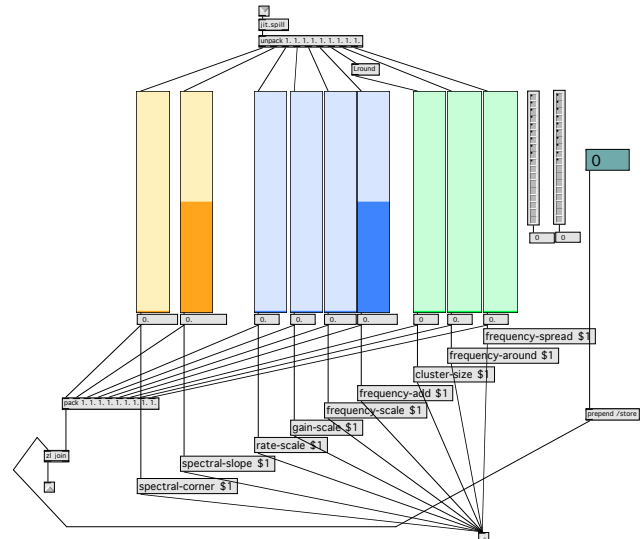 jit.spill
unpack 1. 1. 1. 1. 1. 1. 1. 1. 1.
l.round
0
0
0
0.
0.
0.
0.
0.
0.
0
0.
0.
frequency-spread $1
frequency-around $1
cluster-size $1
frequency-add $1
pack 1. 1. 1. 1. 1. 1. 1. 1. 1.
frequency-scale $1
prepend /store
gain-scale $1
rate-scale $1
zl join
spectral-slope $1
spectral-corner $1